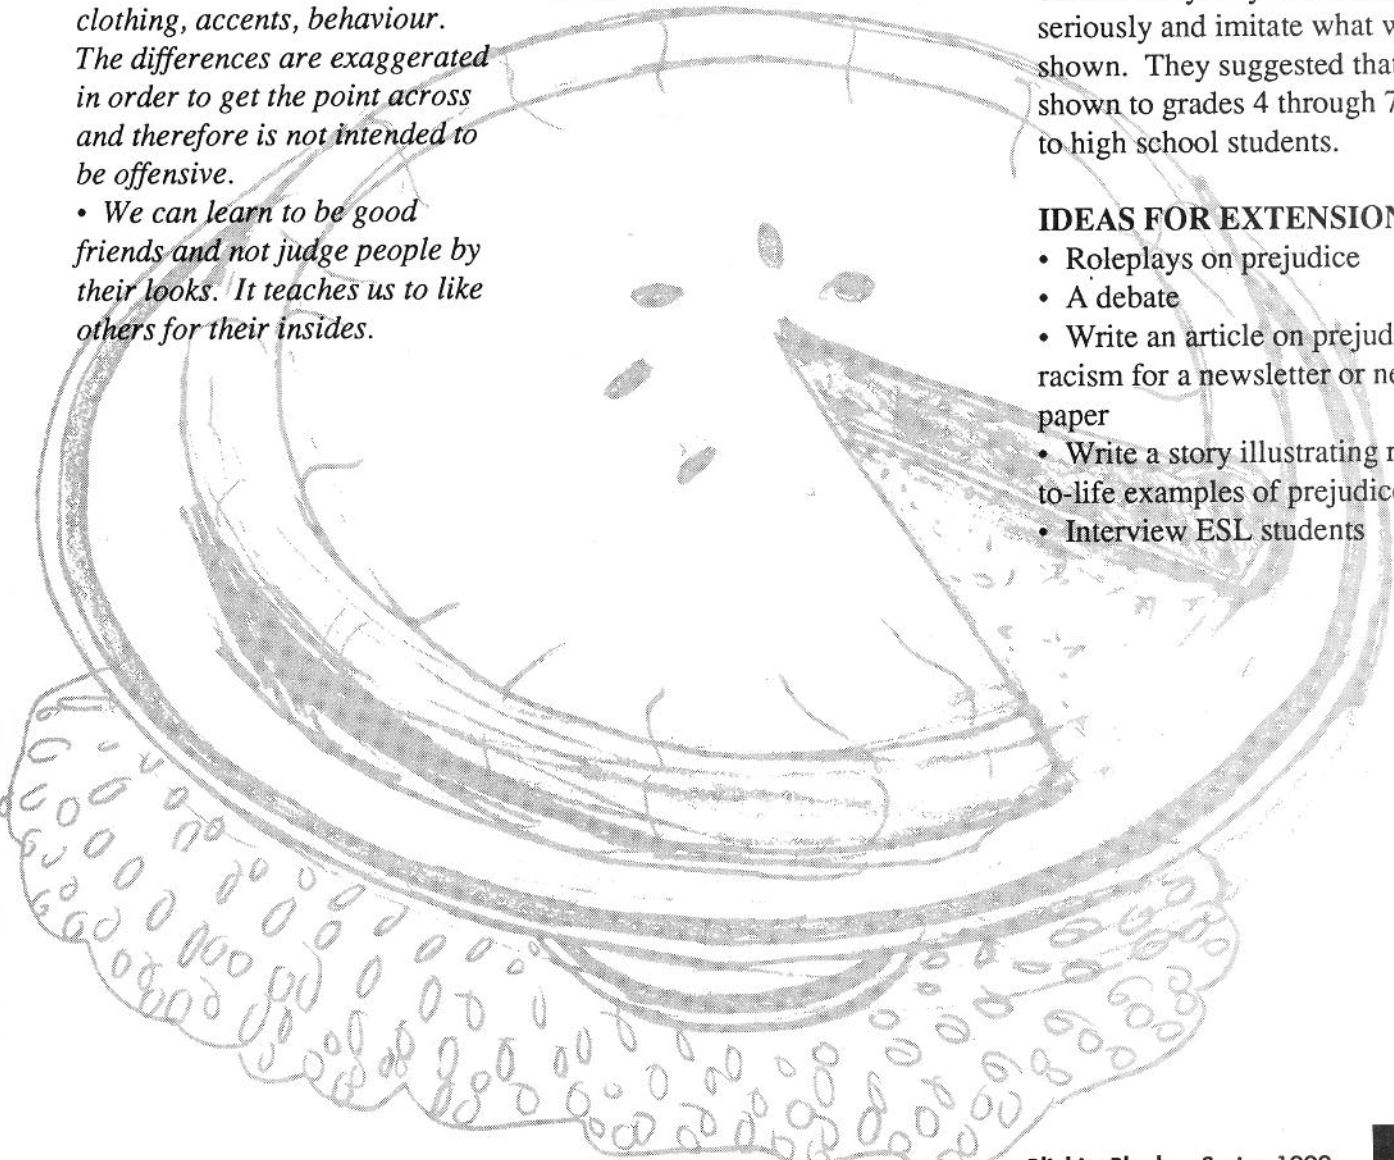 clothing, accents, behaviour.
The differences are exaggerated
in order to get the point across
and therefore is not intended to
be offensive.
• We can learn to be good
friends and not judge people by
their looks. It teaches us to like
others for their insides.
seriously and imitate what
shown. They suggested that
shown to grades 4 through 7
to high school students.
IDEAS FOR EXTENSION
• Roleplays on prejudice
• A debate
• Write an article on prejud
racism for a newsletter or ne
paper
• Write a story illustrating
to-life examples of prejudice
• Interview ESL students